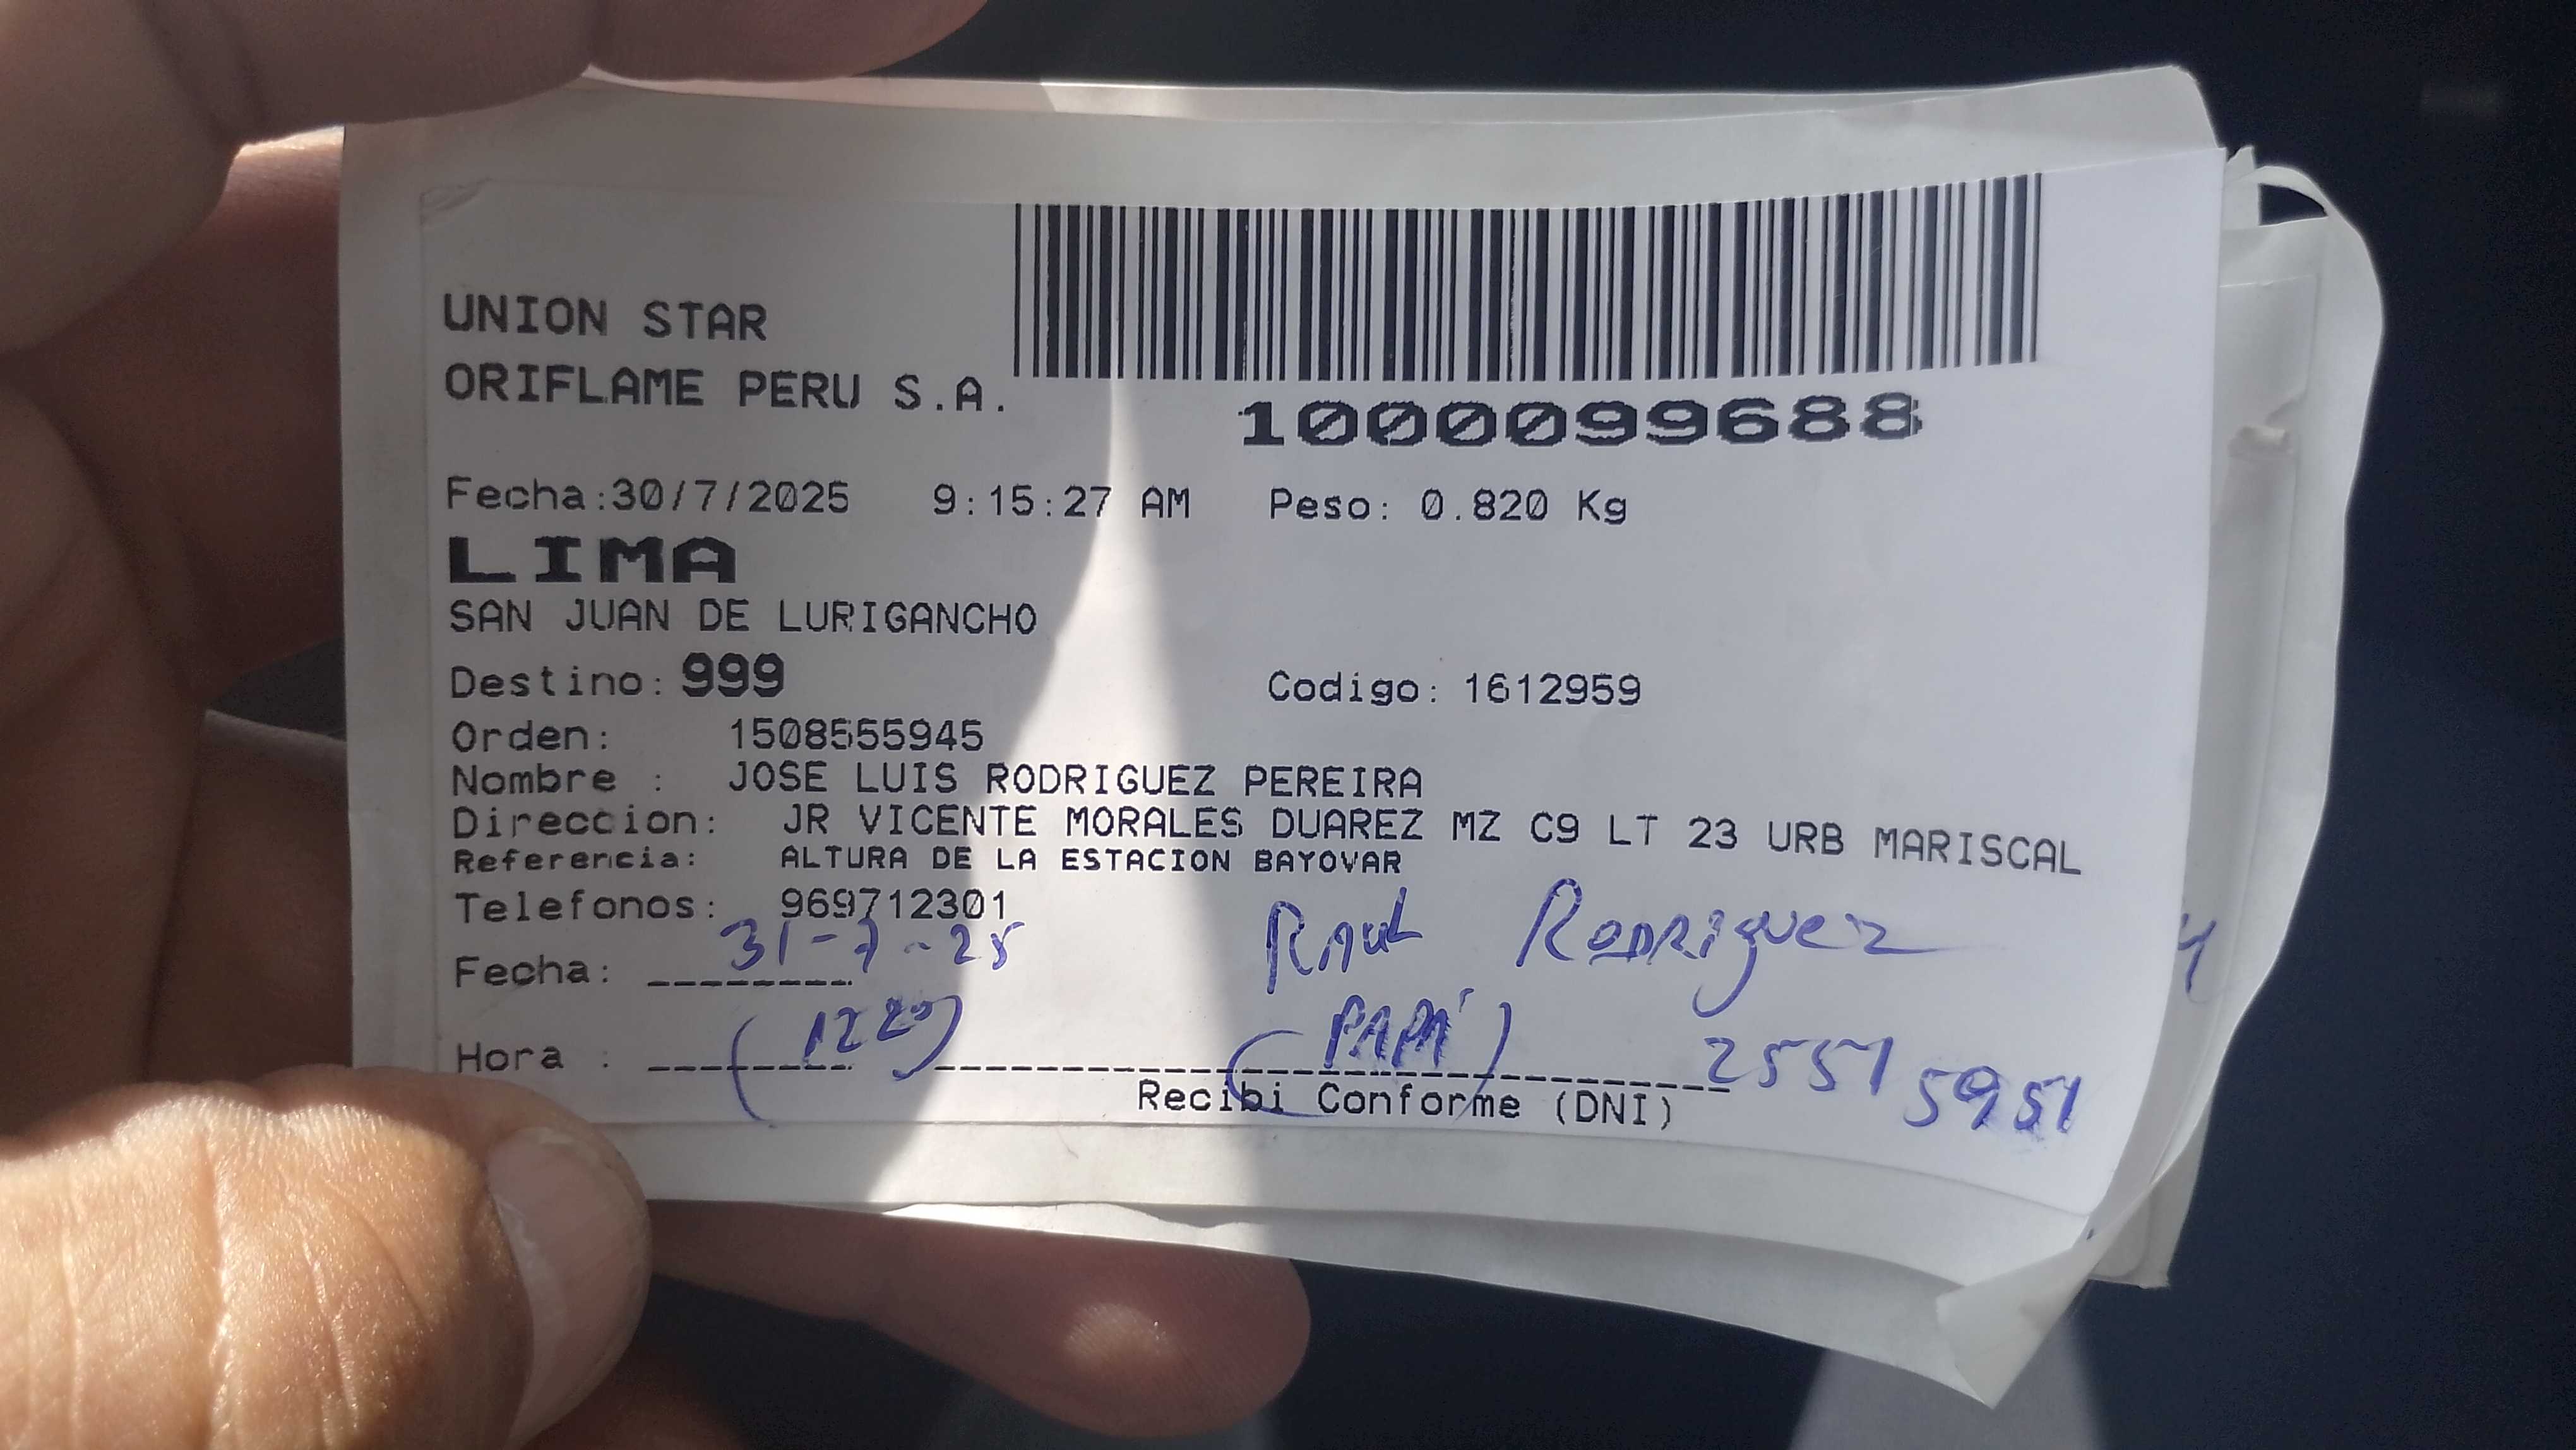 UNION STAR
ORIFLAME PERU S.A.
1000099688
Fecha:30/7/2025 9:15:27 AM Peso: 0.820 Kg
LIMA
SAN JUAN DE LURIGANCHO
Destino: 999 Codigo: 1612959
Orden: 1508555945
Nombre : JOSE LUIS RODRIGUEZ PEREIRA
Direccion: JR VICENTE MORALES DUAREZ MZ C9 LT 23 URB MARISCAL
Referencia: ALTURA DE LA ESTACION BAYOVAR
Telefonos: 969712301
Fecha: 31-7-25 Raul Rodriguez
Hora : (1220) (PAPÁ) 25515951
Recibi Conforme (DNI)